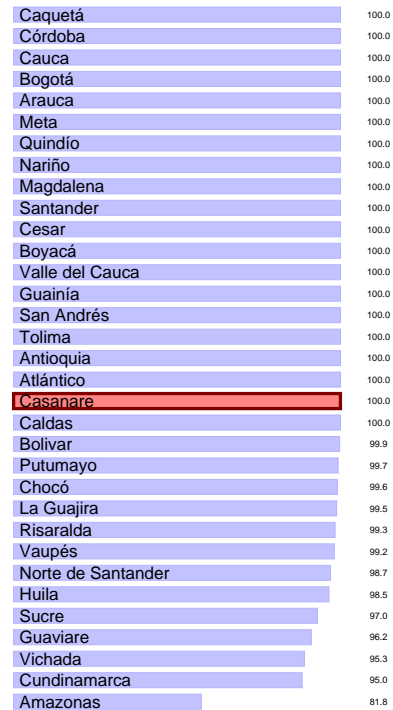 Caquetá 100.0
Córdoba 100.0
Cauca 100.0
Bogotá 100.0
Arauca 100.0
Meta 100.0
Quindío 100.0
Nariño 100.0
Magdalena 100.0
Santander 100.0
Cesar 100.0
Boyacá 100.0
Valle del Cauca 100.0
Guainía 100.0
San Andrés 100.0
Tolima 100.0
Antioquia 100.0
Atlántico 100.0
Casanare 100.0
Caldas 100.0
Bolivar 99.9
Putumayo 99.7
Chocó 99.6
La Guajira 99.5
Risaralda 99.3
Vaupés 99.2
Norte de Santander 98.7
Huila 98.5
Sucre 97.0
Guaviare 96.2
Vichada 95.3
Cundinamarca 95.0
Amazonas 81.8